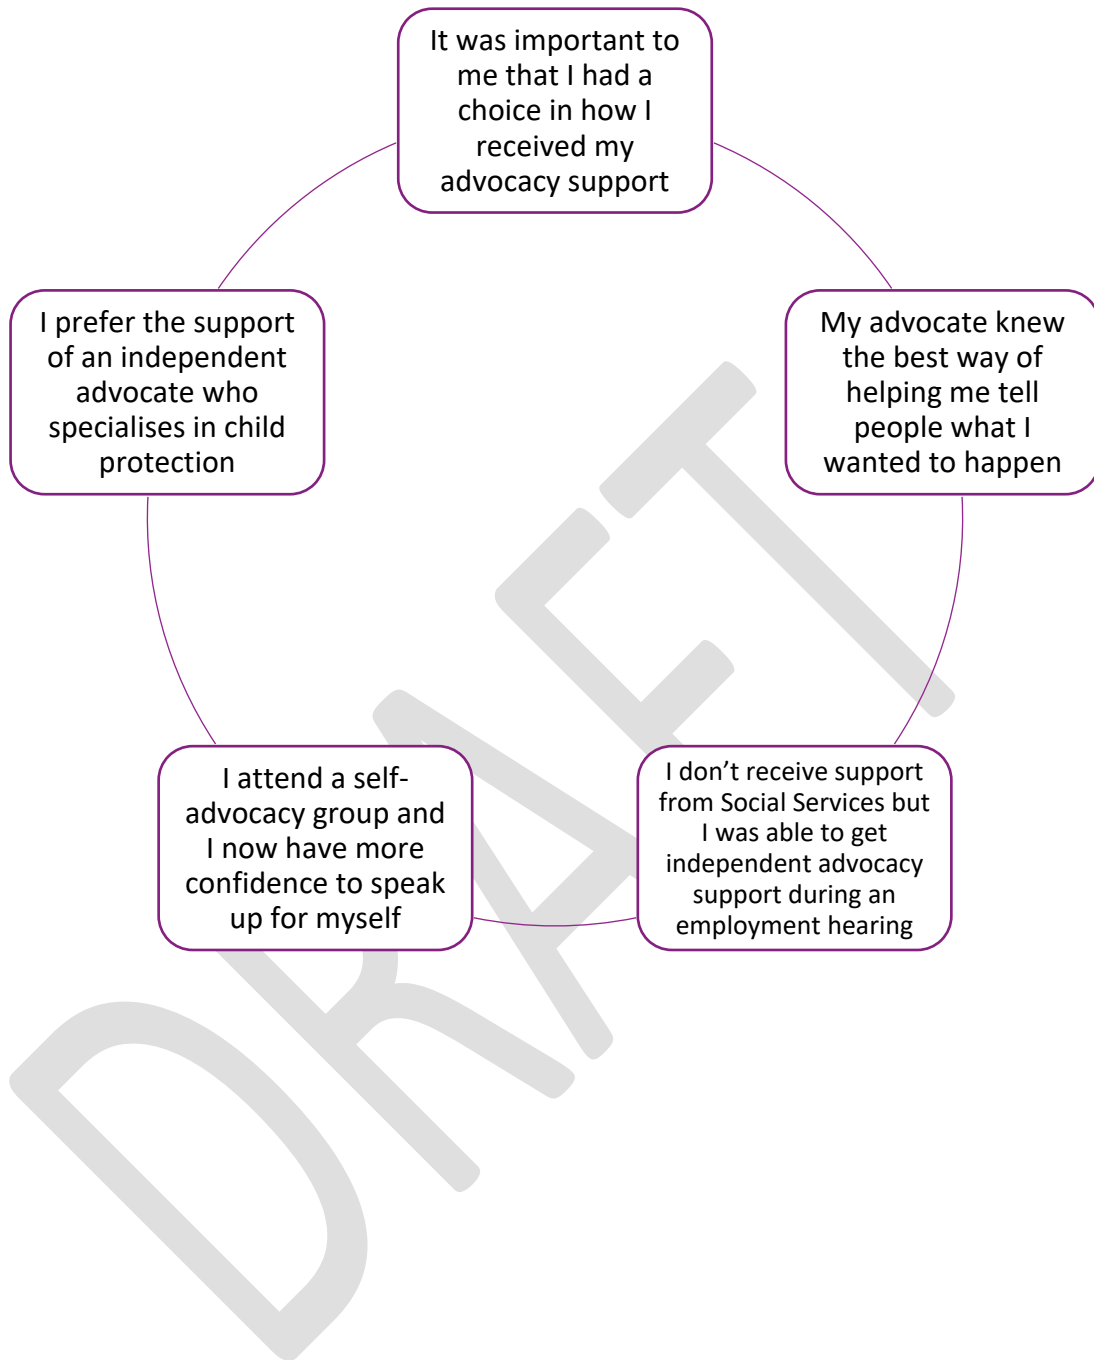 It was important to
me that I had a
choice in how I
received my
advocacy support
My advocate knew
the best way of
helping me tell
people what I
wanted to happen
I don’t receive support
from Social Services but
I was able to get
independent advocacy
support during an
employment hearing
I attend a self-
advocacy group and
I now have more
confidence to speak
up for myself
I prefer the support
of an independent
advocate who
specialises in child
protection
DRAFT